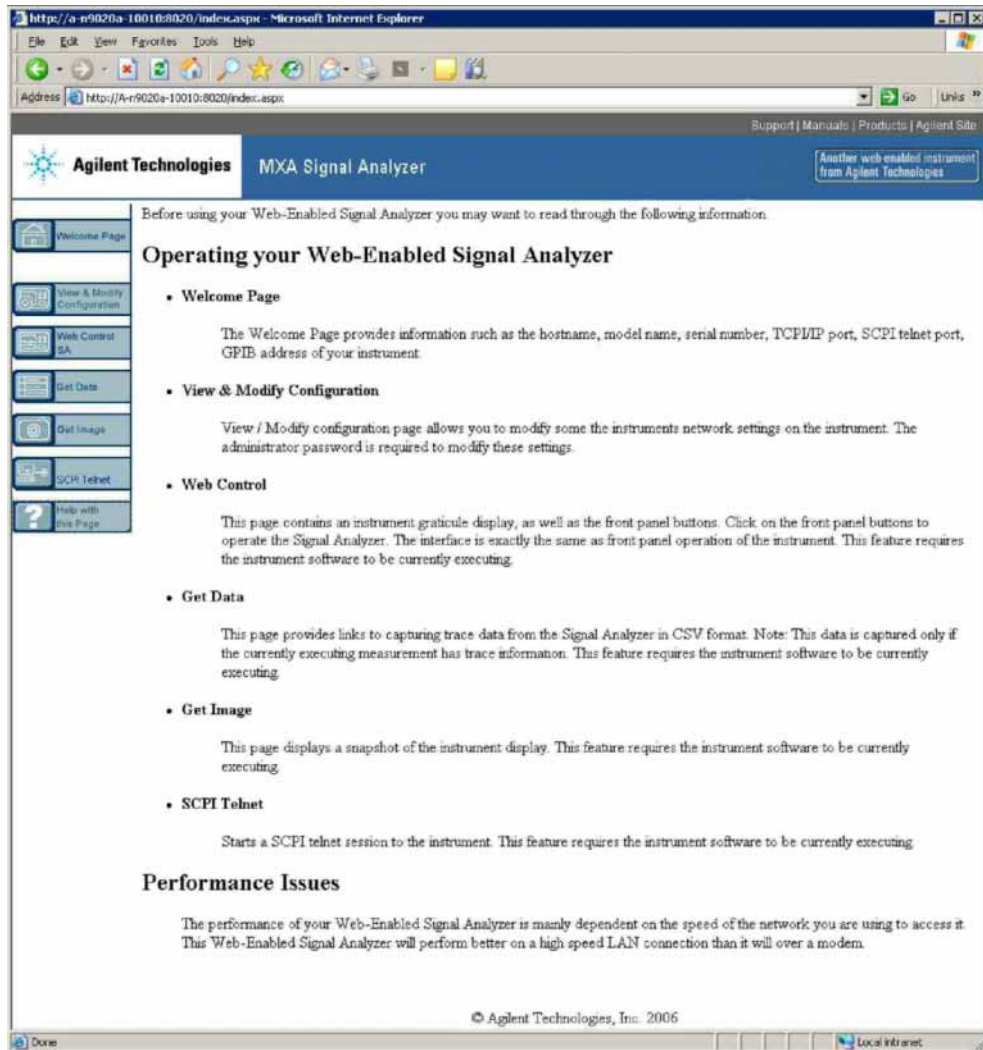 http://a-n9020a-10010:8020/index.aspx - Microsoft Internet Explorer
File Edit View Favorites Tools Help
Address http://A-n9020a-10010:8020/index.aspx Go Links »
Support | Manuals | Products | Agilent Site
Agilent Technologies MXA Signal Analyzer
Another web enabled instrument
from Agilent Technologies
Welcome Page
View & Modify
Configuration
Web Control
SA
Get Data
Get Image
SCPI Telnet
Help with
this Page
Before using your Web-Enabled Signal Analyzer you may want to read through the following information.
Operating your Web-Enabled Signal Analyzer
• Welcome Page
The Welcome Page provides information such as the hostname, model name, serial number, TCPI/IP port, SCPI telnet port,
GPIB address of your instrument.
• View & Modify Configuration
View / Modify configuration page allows you to modify some the instruments network settings on the instrument. The
administrator password is required to modify these settings.
• Web Control
This page contains an instrument graticule display, as well as the front panel buttons. Click on the front panel buttons to
operate the Signal Analyzer. The interface is exactly the same as front panel operation of the instrument. This feature requires
the instrument software to be currently executing.
• Get Data
This page provides links to capturing trace data from the Signal Analyzer in CSV format. Note: This data is captured only if
the currently executing measurement has trace information. This feature requires the instrument software to be currently
executing.
• Get Image
This page displays a snapshot of the instrument display. This feature requires the instrument software to be currently
executing.
• SCPI Telnet
Starts a SCPI telnet session to the instrument. This feature requires the instrument software to be currently executing.
Performance Issues
The performance of your Web-Enabled Signal Analyzer is mainly dependent on the speed of the network you are using to access it.
This Web-Enabled Signal Analyzer will perform better on a high speed LAN connection than it will over a modem.
© Agilent Technologies, Inc. 2006
Done Local intranet